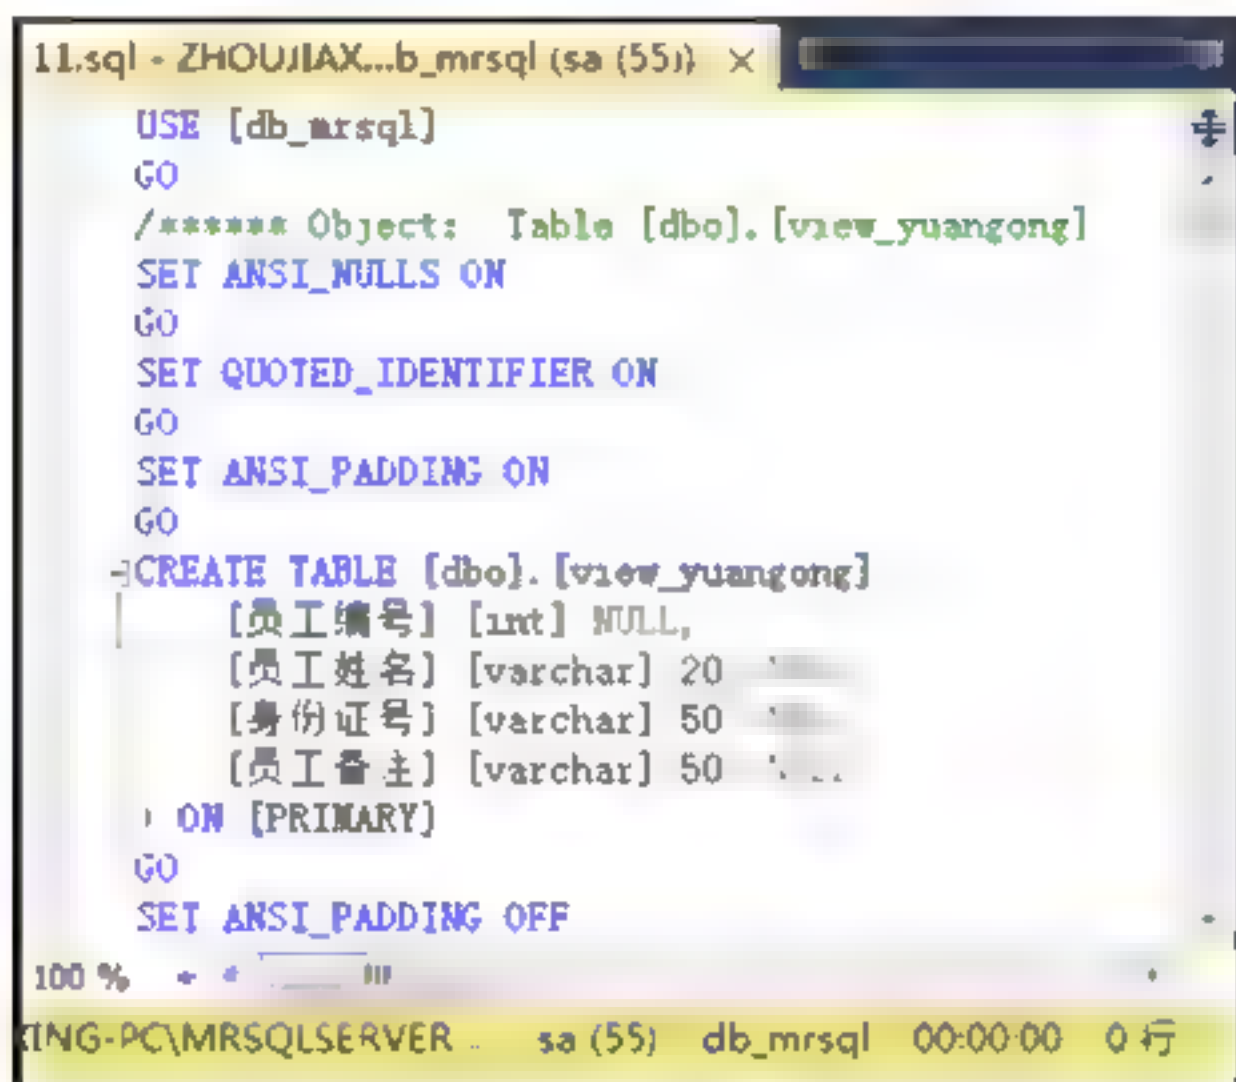 11.sql - ZHOUJIAX...b_mrsql (sa (55))
USE [db_mrsql]
GO
/****** Object: Table [dbo].[view_yuangong]
SET ANSI_NULLS ON
GO
SET QUOTED_IDENTIFIER ON
GO
SET ANSI_PADDING ON
GO
CREATE TABLE [dbo].[view_yuangong]
[员工编号] [int] NULL,
[员工姓名] [varchar] 20
[身份证号] [varchar] 50
[员工备主] [varchar] 50
) ON [PRIMARY]
GO
SET ANSI_PADDING OFF
100 %
ING-PC\MRSQLSERVER .. sa (55) db_mrsql 00:00:00 0 行